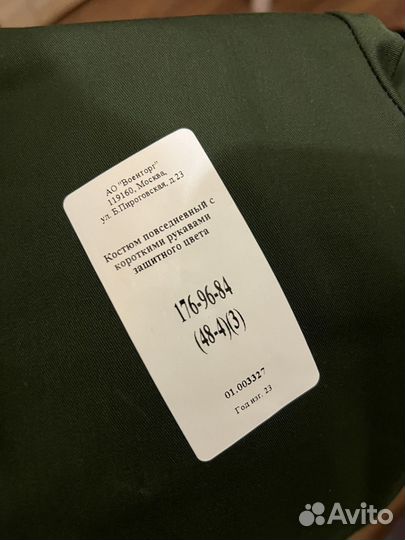 АО "Военторг"
119160, Москва,
ул. Б.Пироговская, д.23
Костюм повседневный с
короткими рукавами
защитного цвета
176-96-84
(48-4)(3)
01.003327
Год изг. 23
Avito